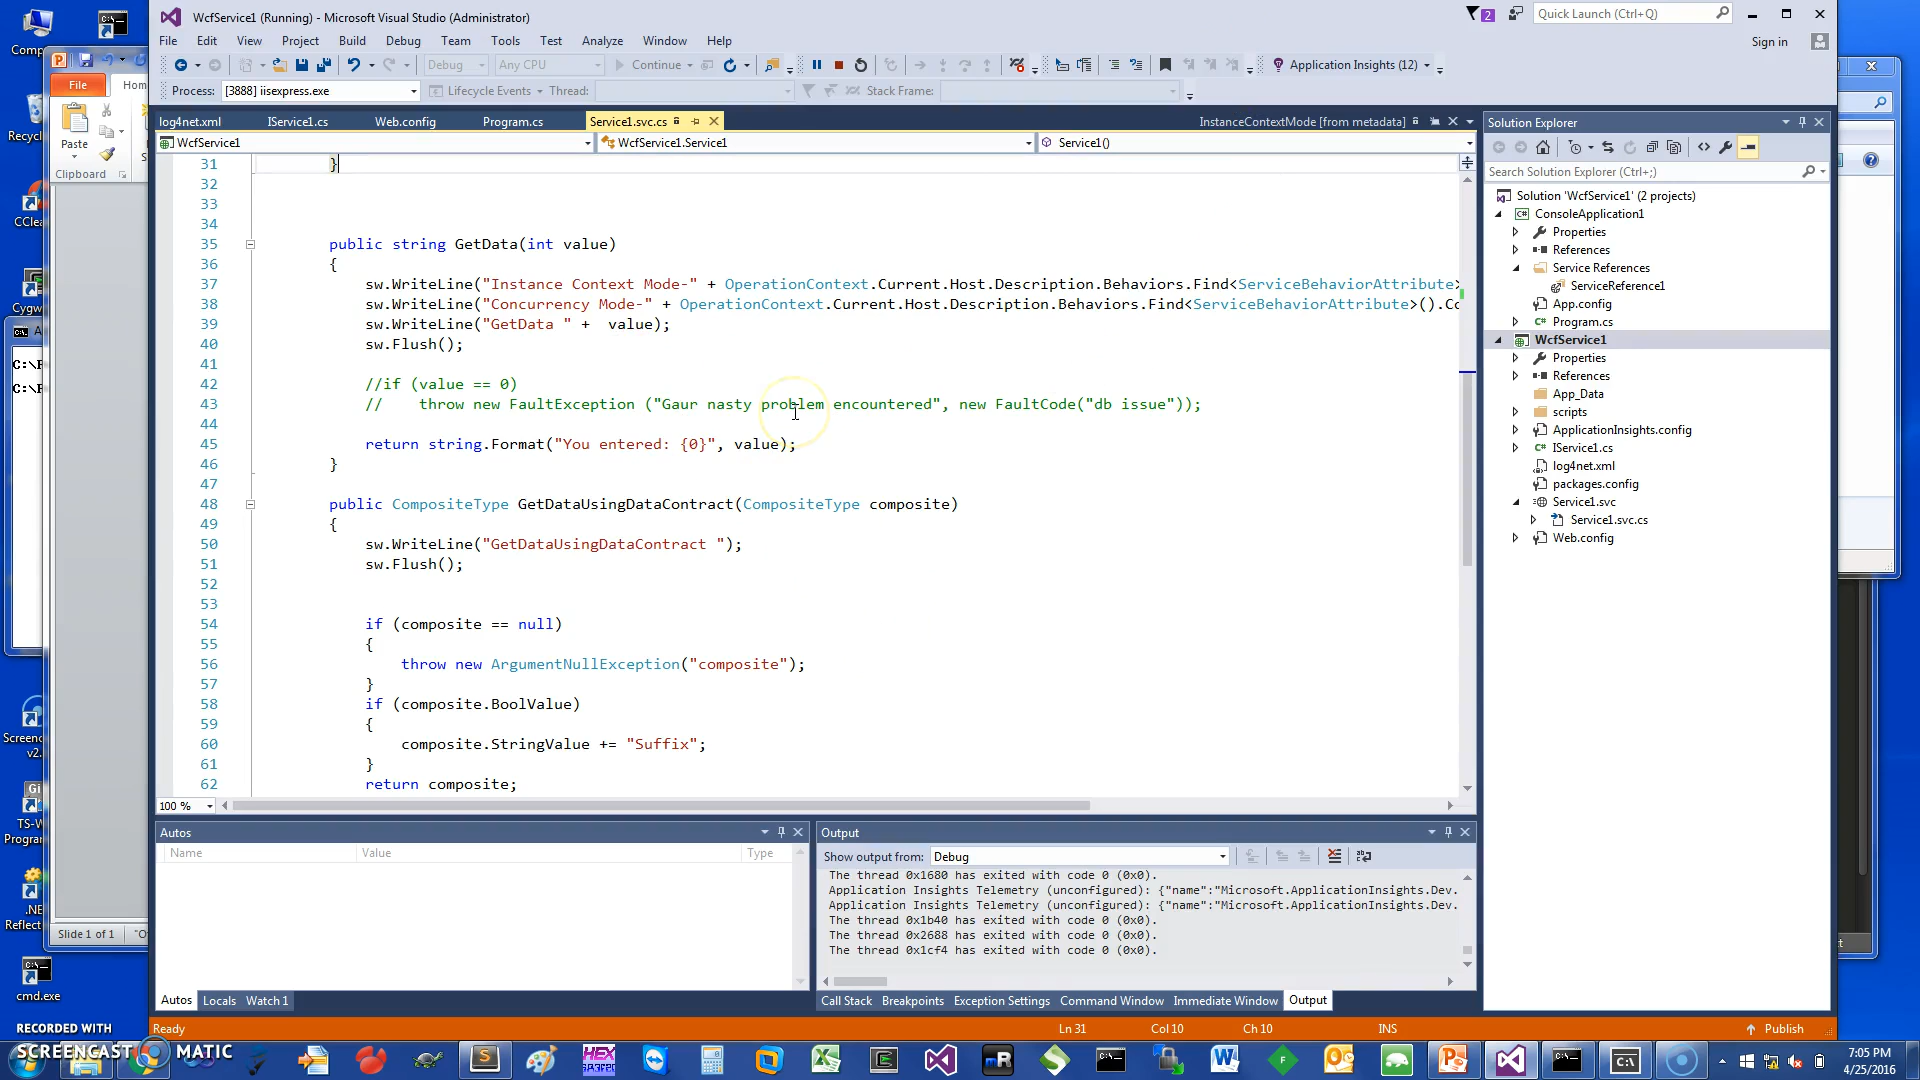 WcfService1 (Running) - Microsoft Visual Studio (Administrator)
2
Quick Launch (Ctrl+Q)
File Edit View Project Build Debug Team Tools Test Analyze Window Help
Sign in
Debug Any CPU Continue Application Insights (12)
Process: [3888] iisexpress.exe Lifecycle Events Thread: Stack Frame:
log4net.xml IService1.cs Web.config Program.cs Service1.svc.cs InstanceContextMode [from metadata]
WcfService1 WcfService1.Service1 Service1()
31 }
32
33
34
35 public string GetData(int value)
36 {
37 sw.WriteLine("Instance Context Mode-" + OperationContext.Current.Host.Description.Behaviors.Find<ServiceBehaviorAttribute>
38 sw.WriteLine("Concurrency Mode-" + OperationContext.Current.Host.Description.Behaviors.Find<ServiceBehaviorAttribute>().Co
39 sw.WriteLine("GetData " + value);
40 sw.Flush();
41
42 //if (value == 0)
43 // throw new FaultException ("Gaur nasty problem encountered", new FaultCode("db issue"));
44
45 return string.Format("You entered: {0}", value);
46 }
47
48 public CompositeType GetDataUsingDataContract(CompositeType composite)
49 {
50 sw.WriteLine("GetDataUsingDataContract ");
51 sw.Flush();
52
53
54 if (composite == null)
55 {
56 throw new ArgumentNullException("composite");
57 }
58 if (composite.BoolValue)
59 {
60 composite.StringValue += "Suffix";
61 }
62 return composite;
100 %
Solution Explorer
Search Solution Explorer (Ctrl+;)
Solution 'WcfService1' (2 projects)
ConsoleApplication1
Properties
References
Service References
ServiceReference1
App.config
Program.cs
WcfService1
Properties
References
App_Data
scripts
ApplicationInsights.config
IService1.cs
log4net.xml
packages.config
Service1.svc
Service1.svc.cs
Web.config
Autos
Name Value Type
Autos Locals Watch 1
Output
Show output from: Debug
The thread 0x1680 has exited with code 0 (0x0).
Application Insights Telemetry (unconfigured): {"name":"Microsoft.ApplicationInsights.Dev.
Application Insights Telemetry (unconfigured): {"name":"Microsoft.ApplicationInsights.Dev.
The thread 0x1b40 has exited with code 0 (0x0).
The thread 0x2688 has exited with code 0 (0x0).
The thread 0x1cf4 has exited with code 0 (0x0).
Call Stack Breakpoints Exception Settings Command Window Immediate Window Output
Ready Ln 31 Col 10 Ch 10 INS Publish
File
Paste
Clipboard
Slide 1 of 1
cmd.exe
RECORDED WITH
SCREENCAST MATIC
7:05 PM
4/25/2016